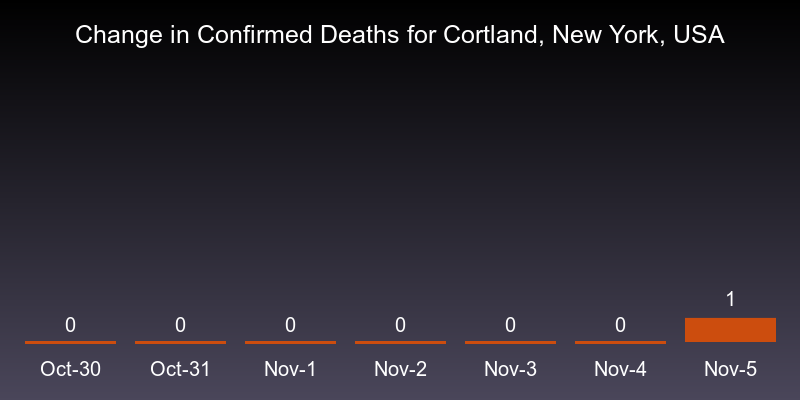 Change in Confirmed Deaths for Cortland, New York, USA
0 0 0 0 0 0 1
Oct-30 Oct-31 Nov-1 Nov-2 Nov-3 Nov-4 Nov-5